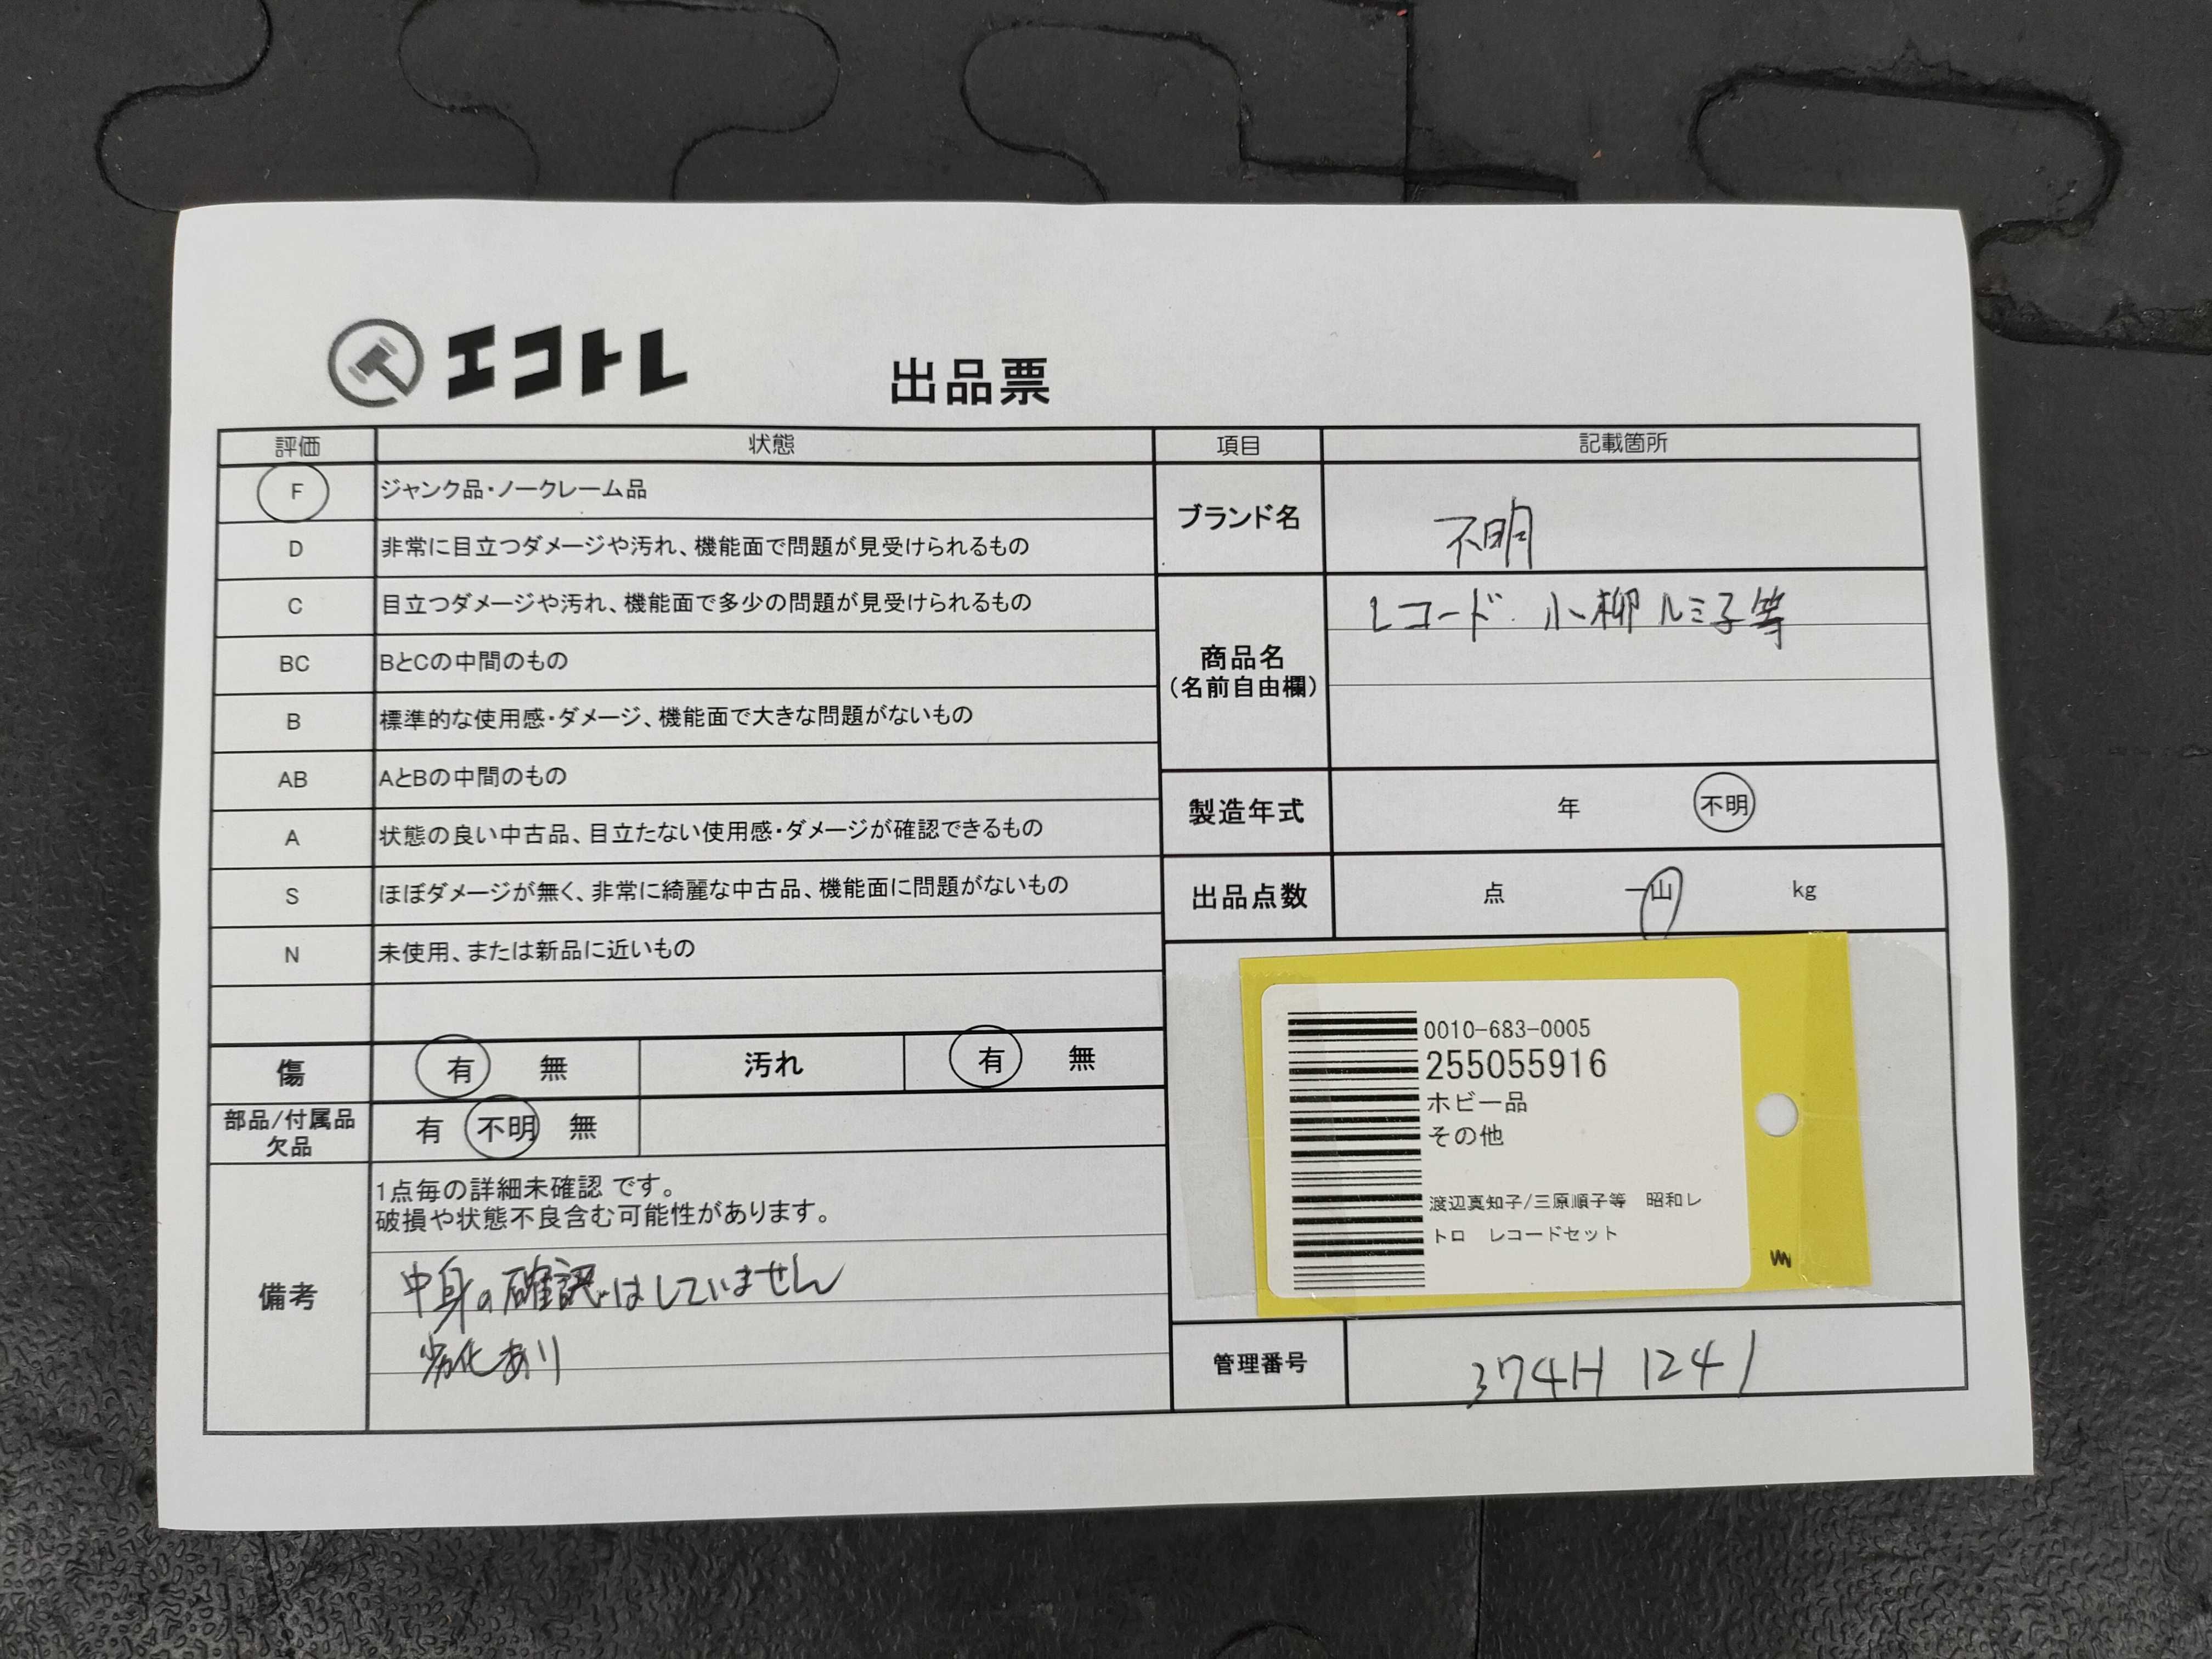 エコトレ
出品票
評価 状態
F ジャンク品・ノークレーム品
D 非常に目立つダメージや汚れ、機能面で問題が見受けられるもの
C 目立つダメージや汚れ、機能面で多少の問題が見受けられるもの
BC BとCの中間のもの
B 標準的な使用感・ダメージ、機能面で大きな問題がないもの
AB AとBの中間のもの
A 状態の良い中古品、目立たない使用感・ダメージが確認できるもの
S ほぼダメージが無く、非常に綺麗な中古品、機能面に問題がないもの
N 未使用、または新品に近いもの
傷 有 無 汚れ 有 無
部品/付属品
欠品
有 不明 無
備考
1点毎の詳細未確認 です。
破損や状態不良含む可能性があります。
中身の確認はしていません
劣化あり
項目 記載箇所
ブランド名 不明
商品名
(名前自由欄)
レコード 小柳ルミ子等
製造年式 年 不明
出品点数 点 一山 kg
0010-683-0005
255055916
ホビー品
その他
渡辺真知子/三原順子等 昭和レ
トロ レコードセット
管理番号 374H 1241